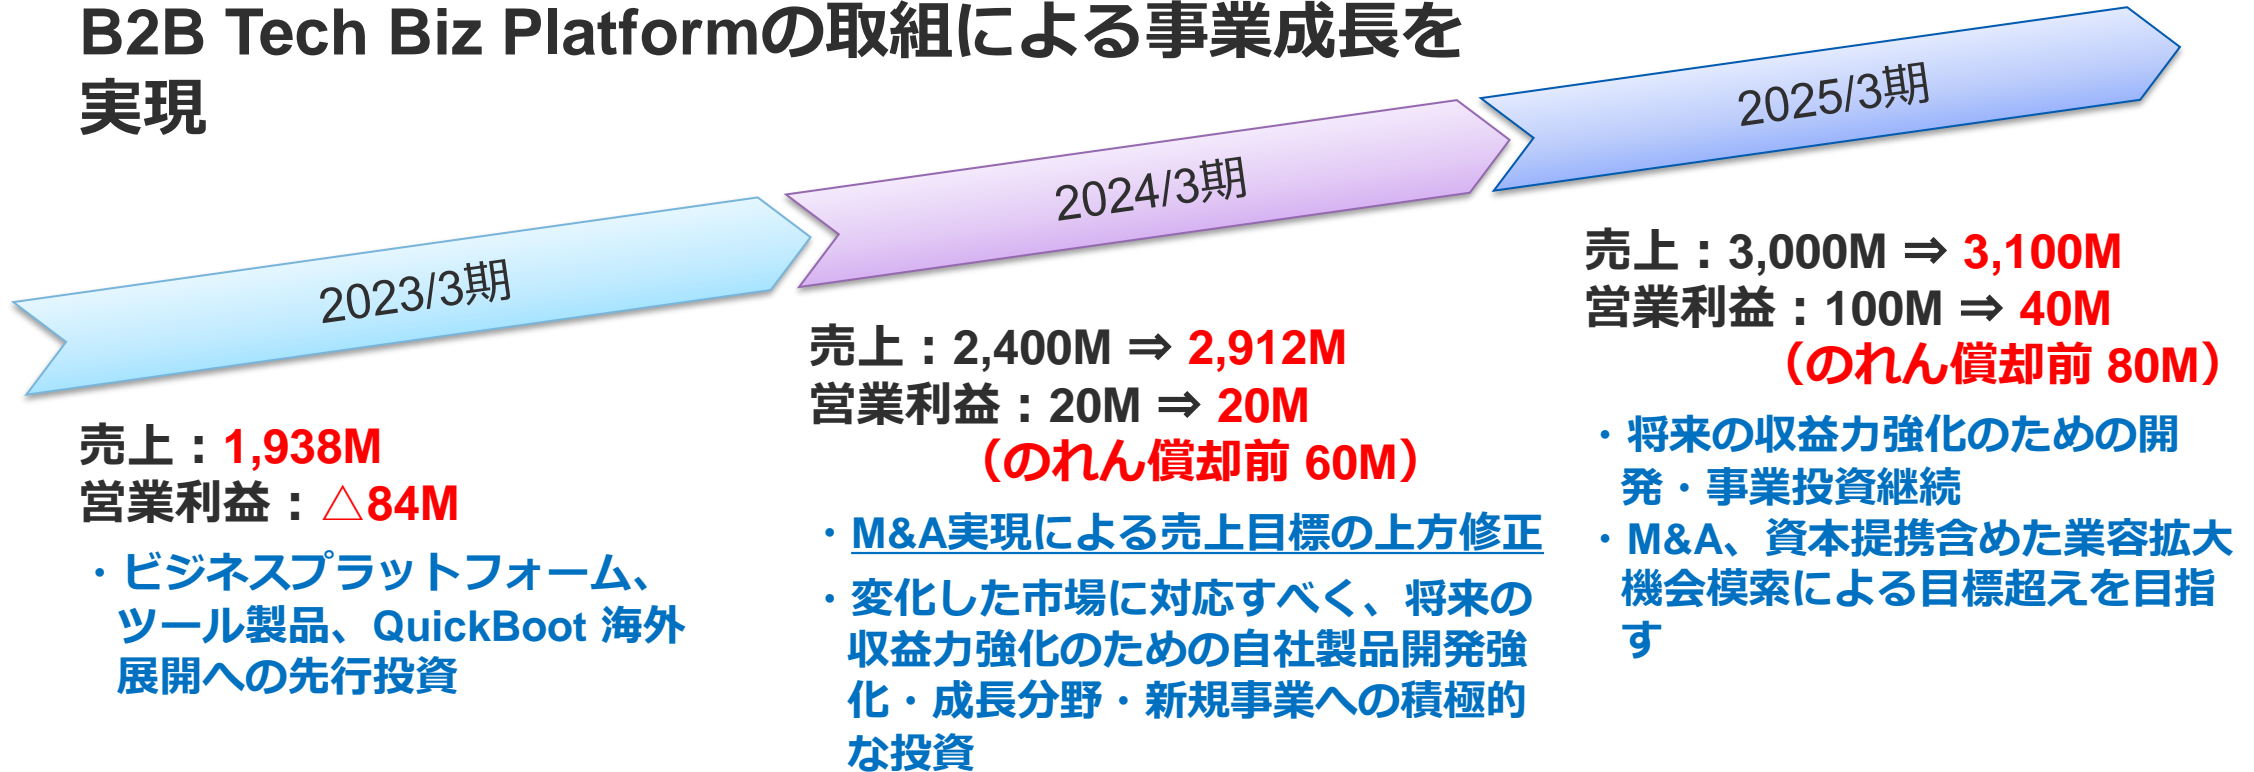 B2B Tech Biz Platformの取組による事業成長を
実現
2023/3期
売上：1,938M
営業利益：△84M
・ビジネスプラットフォーム、
ツール製品、QuickBoot 海外
展開への先行投資
2024/3期
売上：2,400M ⇒ 2,912M
営業利益：20M ⇒ 20M
（のれん償却前 60M）
・M&A実現による売上目標の上方修正
・変化した市場に対応すべく、将来の
収益力強化のための自社製品開発強
化・成長分野・新規事業への積極的
な投資
2025/3期
売上：3,000M ⇒ 3,100M
営業利益：100M ⇒ 40M
（のれん償却前 80M）
・将来の収益力強化のための開
発・事業投資継続
・M&A、資本提携含めた業容拡大
機会模索による目標超えを目指
す